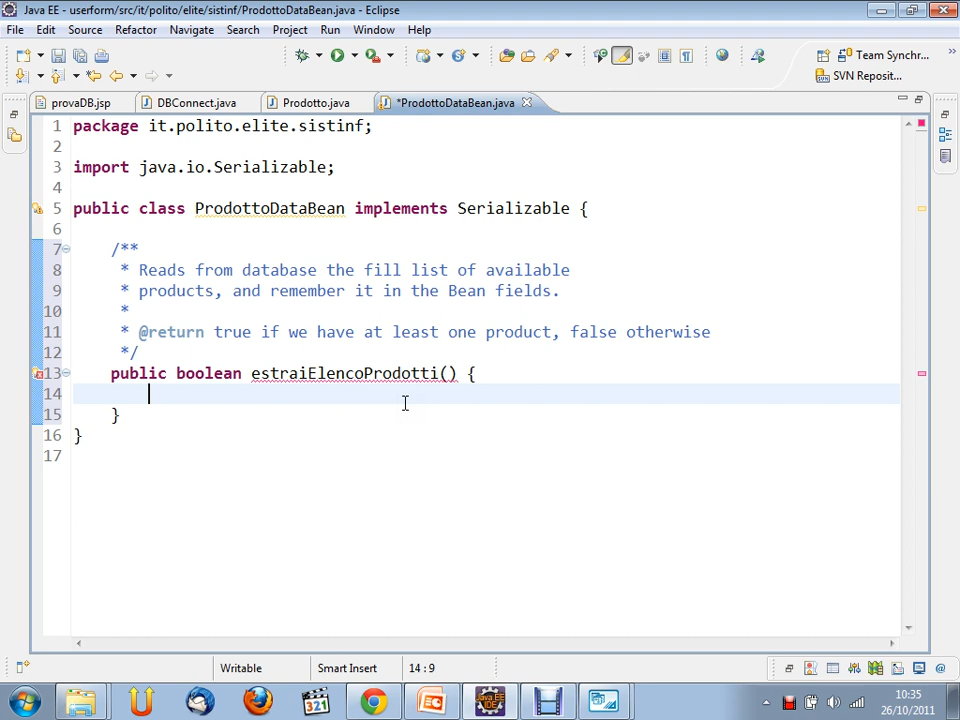 Java EE - userform/src/it/polito/elite/sistinf/ProdottoDataBean.java - Eclipse
File Edit Source Refactor Navigate Search Project Run Window Help
Team Synchr...
SVN Reposit...
provaDB.jsp DBConnect.java Prodotto.java *ProdottoDataBean.java
1 package it.polito.elite.sistinf;
2
3 import java.io.Serializable;
4
5 public class ProdottoDataBean implements Serializable {
6
7 /**
8 * Reads from database the fill list of available
9 * products, and remember it in the Bean fields.
10 *
11 * @return true if we have at least one product, false otherwise
12 */
13 public boolean estraiElencoProdotti() {
14
15 }
16 }
17
Writable Smart Insert 14 : 9
10:35
26/10/2011
321
Java EE
IDE